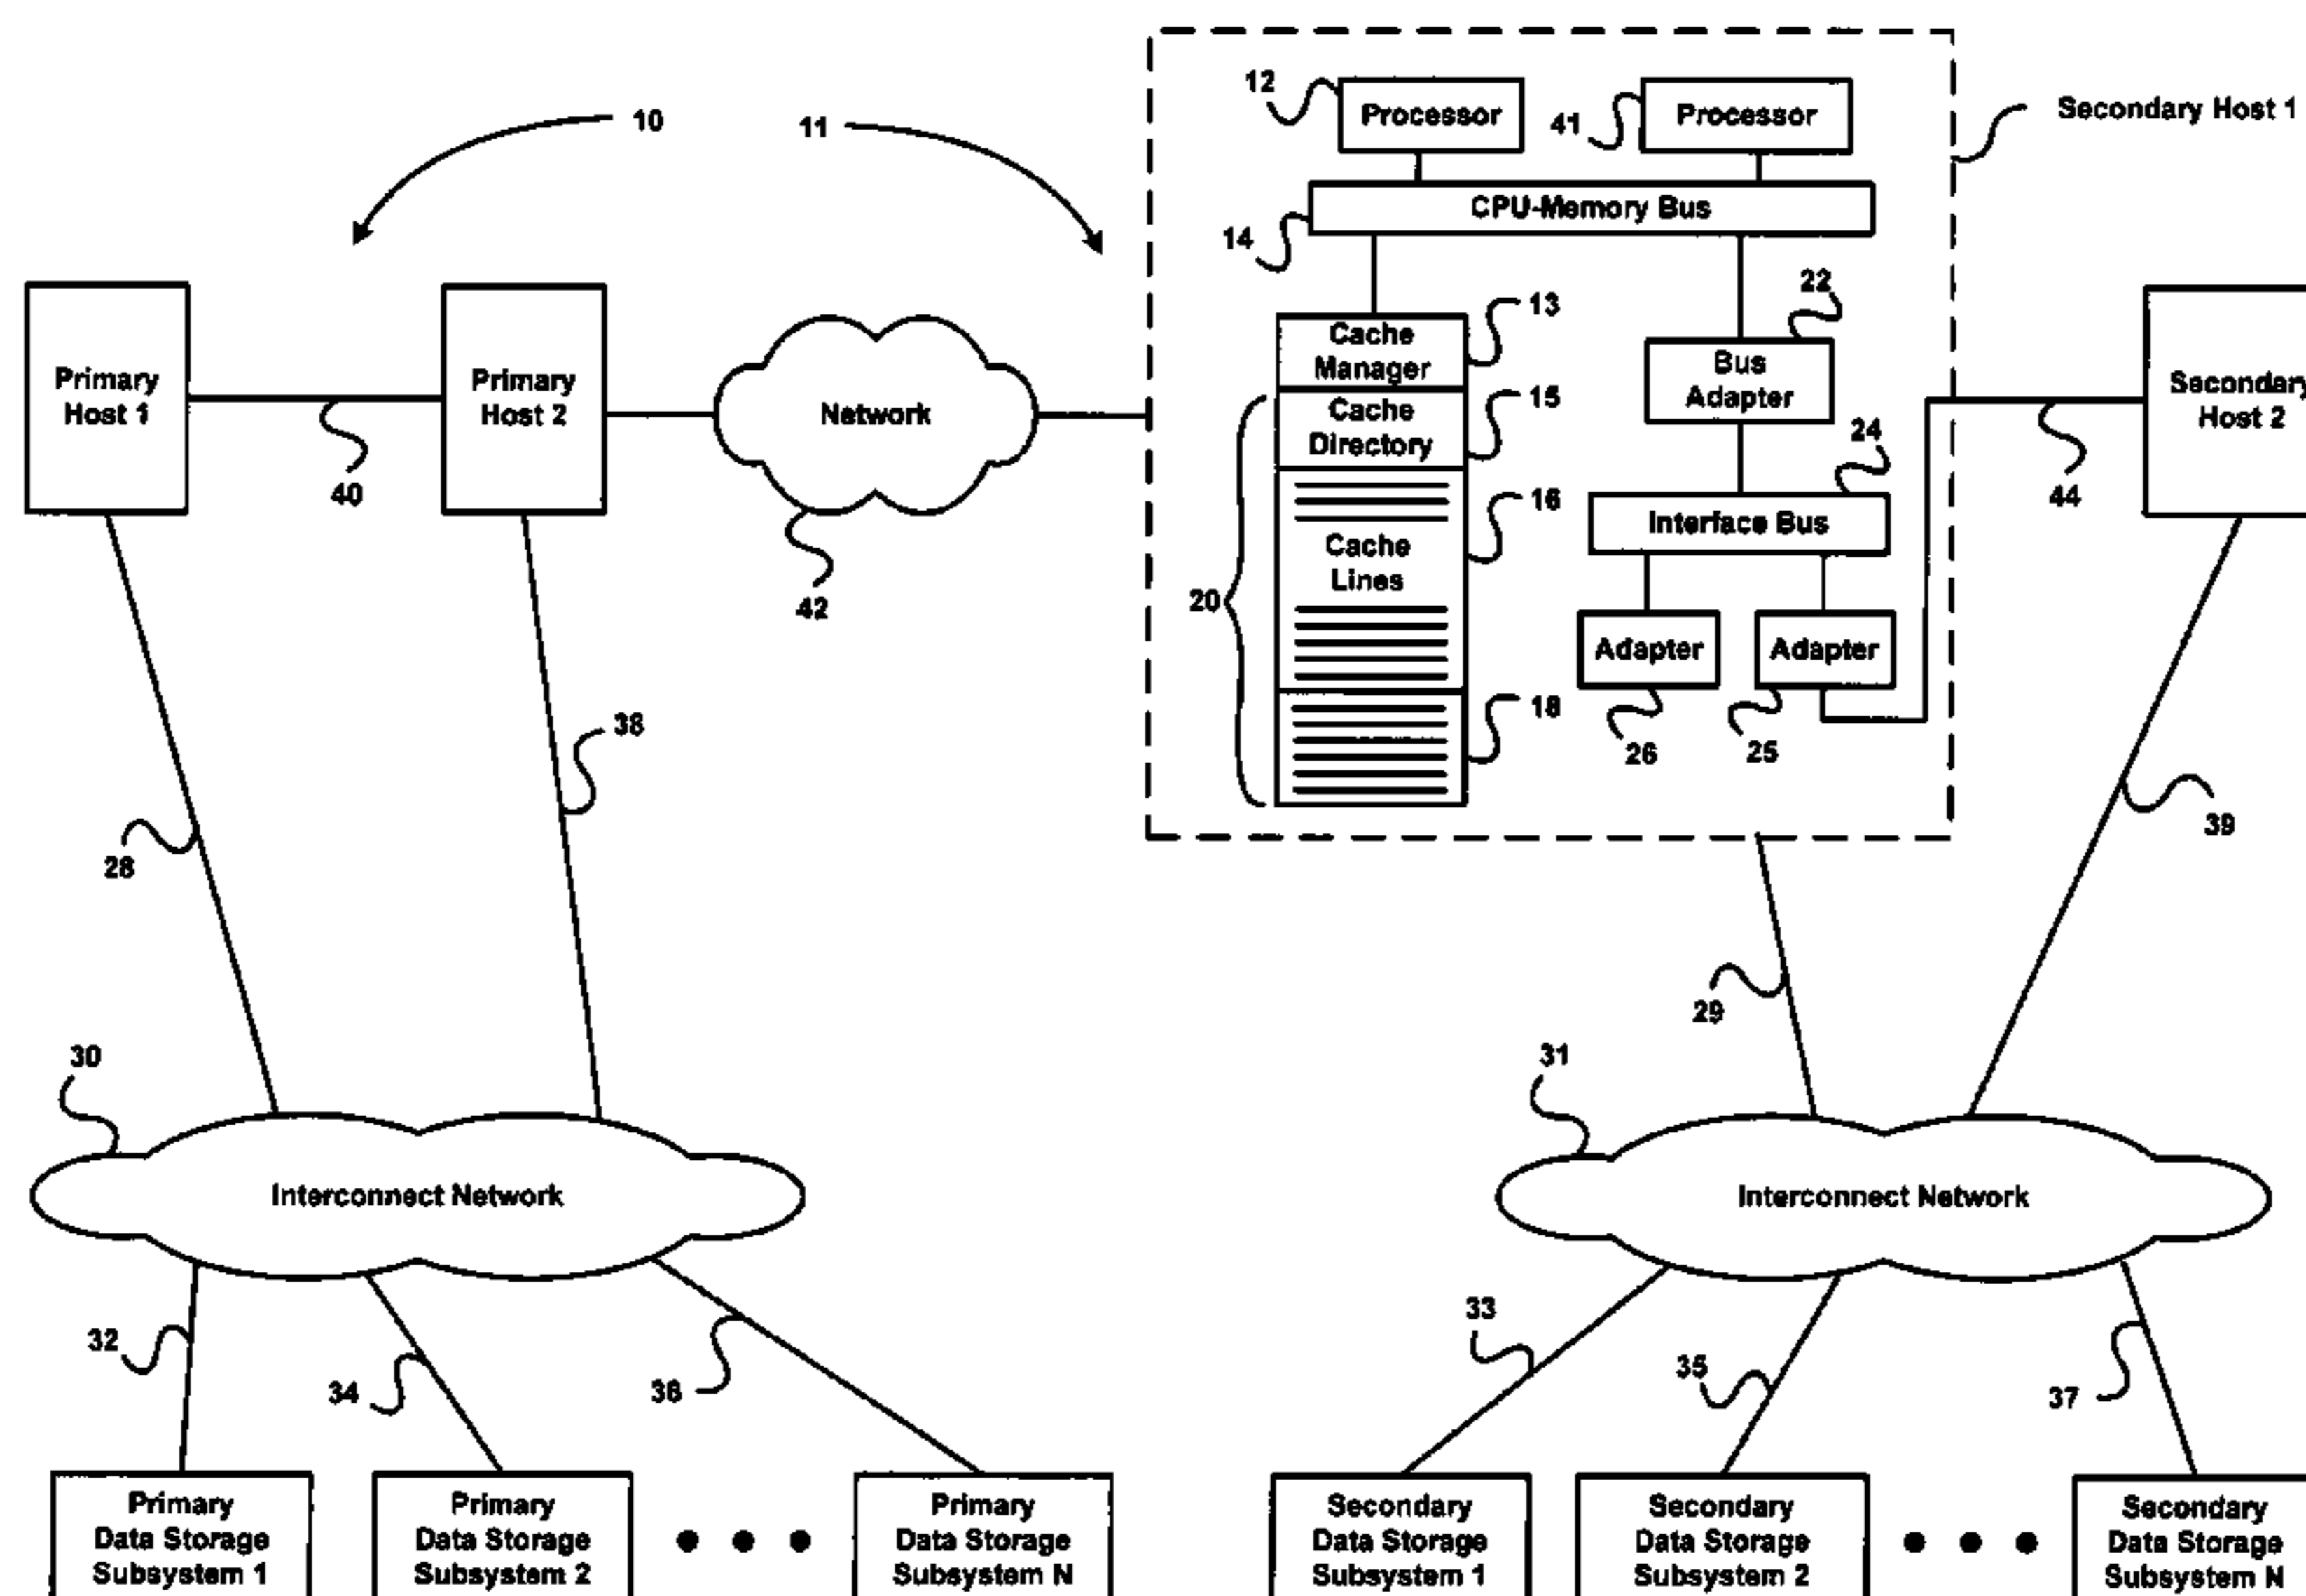 10
11
12
Processor
41
Processor
Secondary Host 1
14
CPU-Memory Bus
Primary
Host 1
40
Primary
Host 2
Network
42
Cache
Manager
13
Cache
Directory
15
Cache
Lines
16
18
20
22
Bus
Adapter
24
Interface Bus
Adapter
Adapter
26
25
44
Secondary
Host 2
28
38
29
39
30
Interconnect Network
31
Interconnect Network
32
34
36
33
35
37
Primary
Data Storage
Subsystem 1
Primary
Data Storage
Subsystem 2
Primary
Data Storage
Subsystem N
Secondary
Data Storage
Subsystem 1
Secondary
Data Storage
Subsystem 2
Secondary
Data Storage
Subsystem N